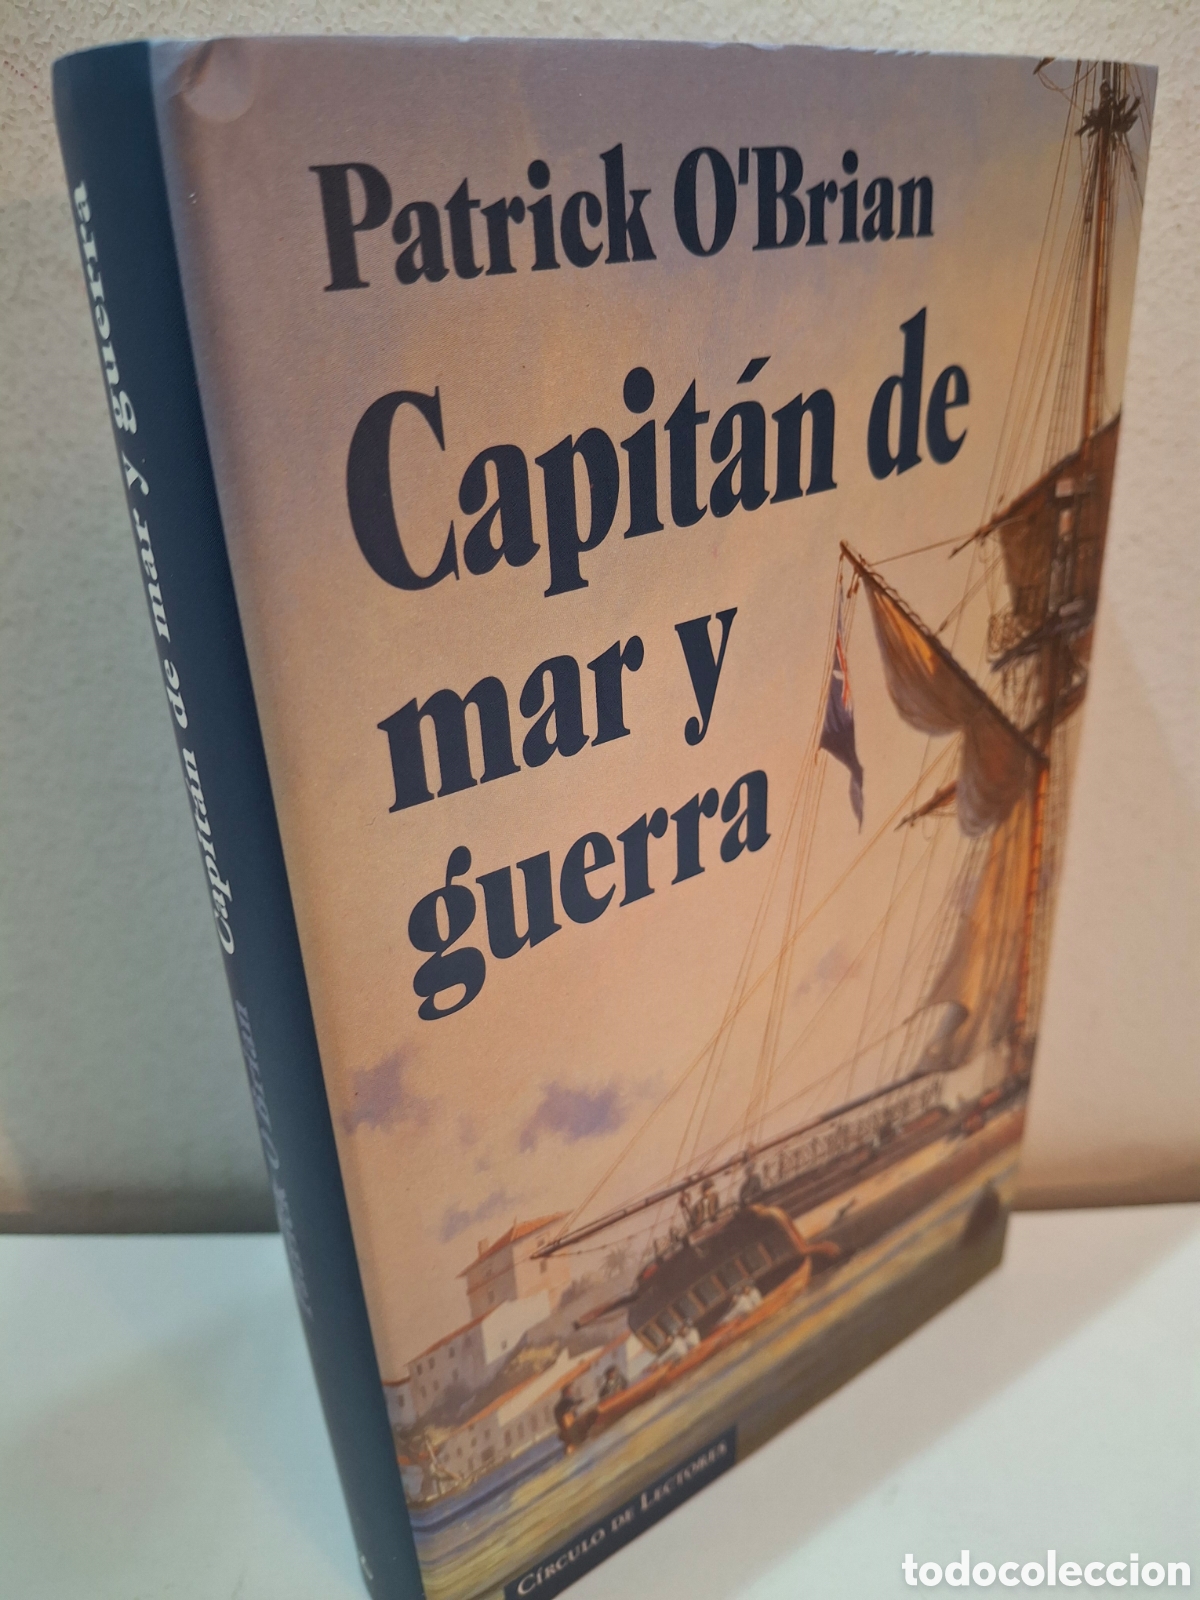 Patrick O'Brian
Capitán de
mar y
guerra
CÍRCULO DE LECTORES
Patrick O'Brian Capitán de mar y guerra
todocoleccion